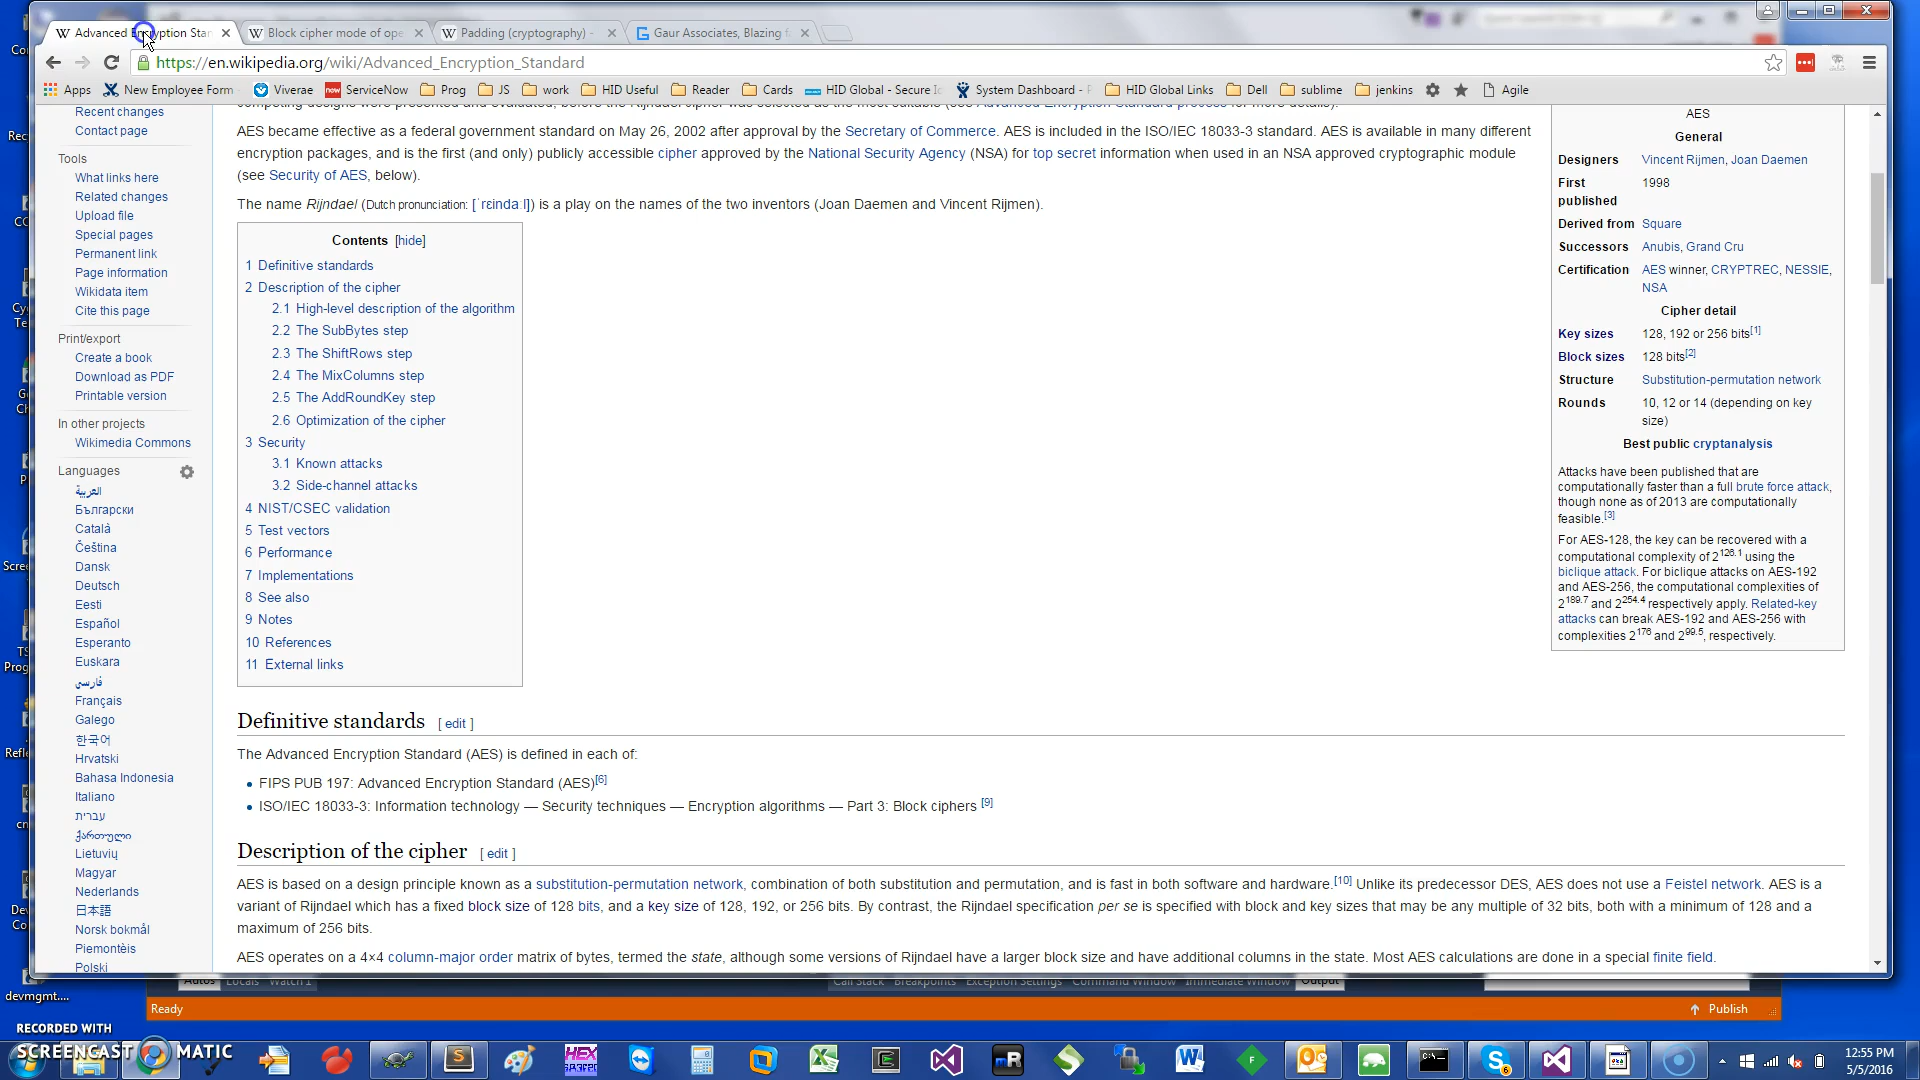 Advanced Encryption Stan
Block cipher mode of ope
Padding (cryptography) -
Gaur Associates, Blazing f
https://en.wikipedia.org/wiki/Advanced_Encryption_Standard
Apps
New Employee Form
Viverae
ServiceNow
Prog
JS
work
HID Useful
Reader
Cards
HID Global - Secure Id
System Dashboard -
HID Global Links
Dell
sublime
jenkins
Agile
Recent changes
Contact page
Tools
What links here
Related changes
Upload file
Special pages
Permanent link
Page information
Wikidata item
Cite this page
Print/export
Create a book
Download as PDF
Printable version
In other projects
Wikimedia Commons
Languages
العربية
Български
Català
Čeština
Dansk
Deutsch
Eesti
Español
Esperanto
Euskara
فارسی
Français
Galego
한국어
Hrvatski
Bahasa Indonesia
Italiano
עברית
ქართული
Lietuvių
Magyar
Nederlands
日本語
Norsk bokmål
Piemontèis
Polski
AES became effective as a federal government standard on May 26, 2002 after approval by the Secretary of Commerce. AES is included in the ISO/IEC 18033-3 standard. AES is available in many different
encryption packages, and is the first (and only) publicly accessible cipher approved by the National Security Agency (NSA) for top secret information when used in an NSA approved cryptographic module
(see Security of AES, below).
The name Rijndael (Dutch pronunciation: [ˈrɛindaːl]) is a play on the names of the two inventors (Joan Daemen and Vincent Rijmen).
Contents [hide]
1 Definitive standards
2 Description of the cipher
2.1 High-level description of the algorithm
2.2 The SubBytes step
2.3 The ShiftRows step
2.4 The MixColumns step
2.5 The AddRoundKey step
2.6 Optimization of the cipher
3 Security
3.1 Known attacks
3.2 Side-channel attacks
4 NIST/CSEC validation
5 Test vectors
6 Performance
7 Implementations
8 See also
9 Notes
10 References
11 External links
AES
General
Designers Vincent Rijmen, Joan Daemen
First 1998
published
Derived from Square
Successors Anubis, Grand Cru
Certification AES winner, CRYPTREC, NESSIE,
NSA
Cipher detail
Key sizes 128, 192 or 256 bits[1]
Block sizes 128 bits[2]
Structure Substitution-permutation network
Rounds 10, 12 or 14 (depending on key
size)
Best public cryptanalysis
Attacks have been published that are
computationally faster than a full brute force attack,
though none as of 2013 are computationally
feasible.[3]
For AES-128, the key can be recovered with a
computational complexity of 2^126.1 using the
biclique attack. For biclique attacks on AES-192
and AES-256, the computational complexities of
2^189.7 and 2^254.4 respectively apply. Related-key
attacks can break AES-192 and AES-256 with
complexities 2^176 and 2^99.5, respectively.
Definitive standards [ edit ]
The Advanced Encryption Standard (AES) is defined in each of:
• FIPS PUB 197: Advanced Encryption Standard (AES)[6]
• ISO/IEC 18033-3: Information technology — Security techniques — Encryption algorithms — Part 3: Block ciphers [9]
Description of the cipher [ edit ]
AES is based on a design principle known as a substitution-permutation network, combination of both substitution and permutation, and is fast in both software and hardware.[10] Unlike its predecessor DES, AES does not use a Feistel network. AES is a
variant of Rijndael which has a fixed block size of 128 bits, and a key size of 128, 192, or 256 bits. By contrast, the Rijndael specification per se is specified with block and key sizes that may be any multiple of 32 bits, both with a minimum of 128 and a
maximum of 256 bits.
AES operates on a 4×4 column-major order matrix of bytes, termed the state, although some versions of Rijndael have a larger block size and have additional columns in the state. Most AES calculations are done in a special finite field.
Autos Locals Watch 1
Call Stack Breakpoints Exception Settings Command Window Immediate Window Output
devmgmt....
Ready
Publish
RECORDED WITH
SCREENCAST MATIC
12:55 PM
5/5/2016